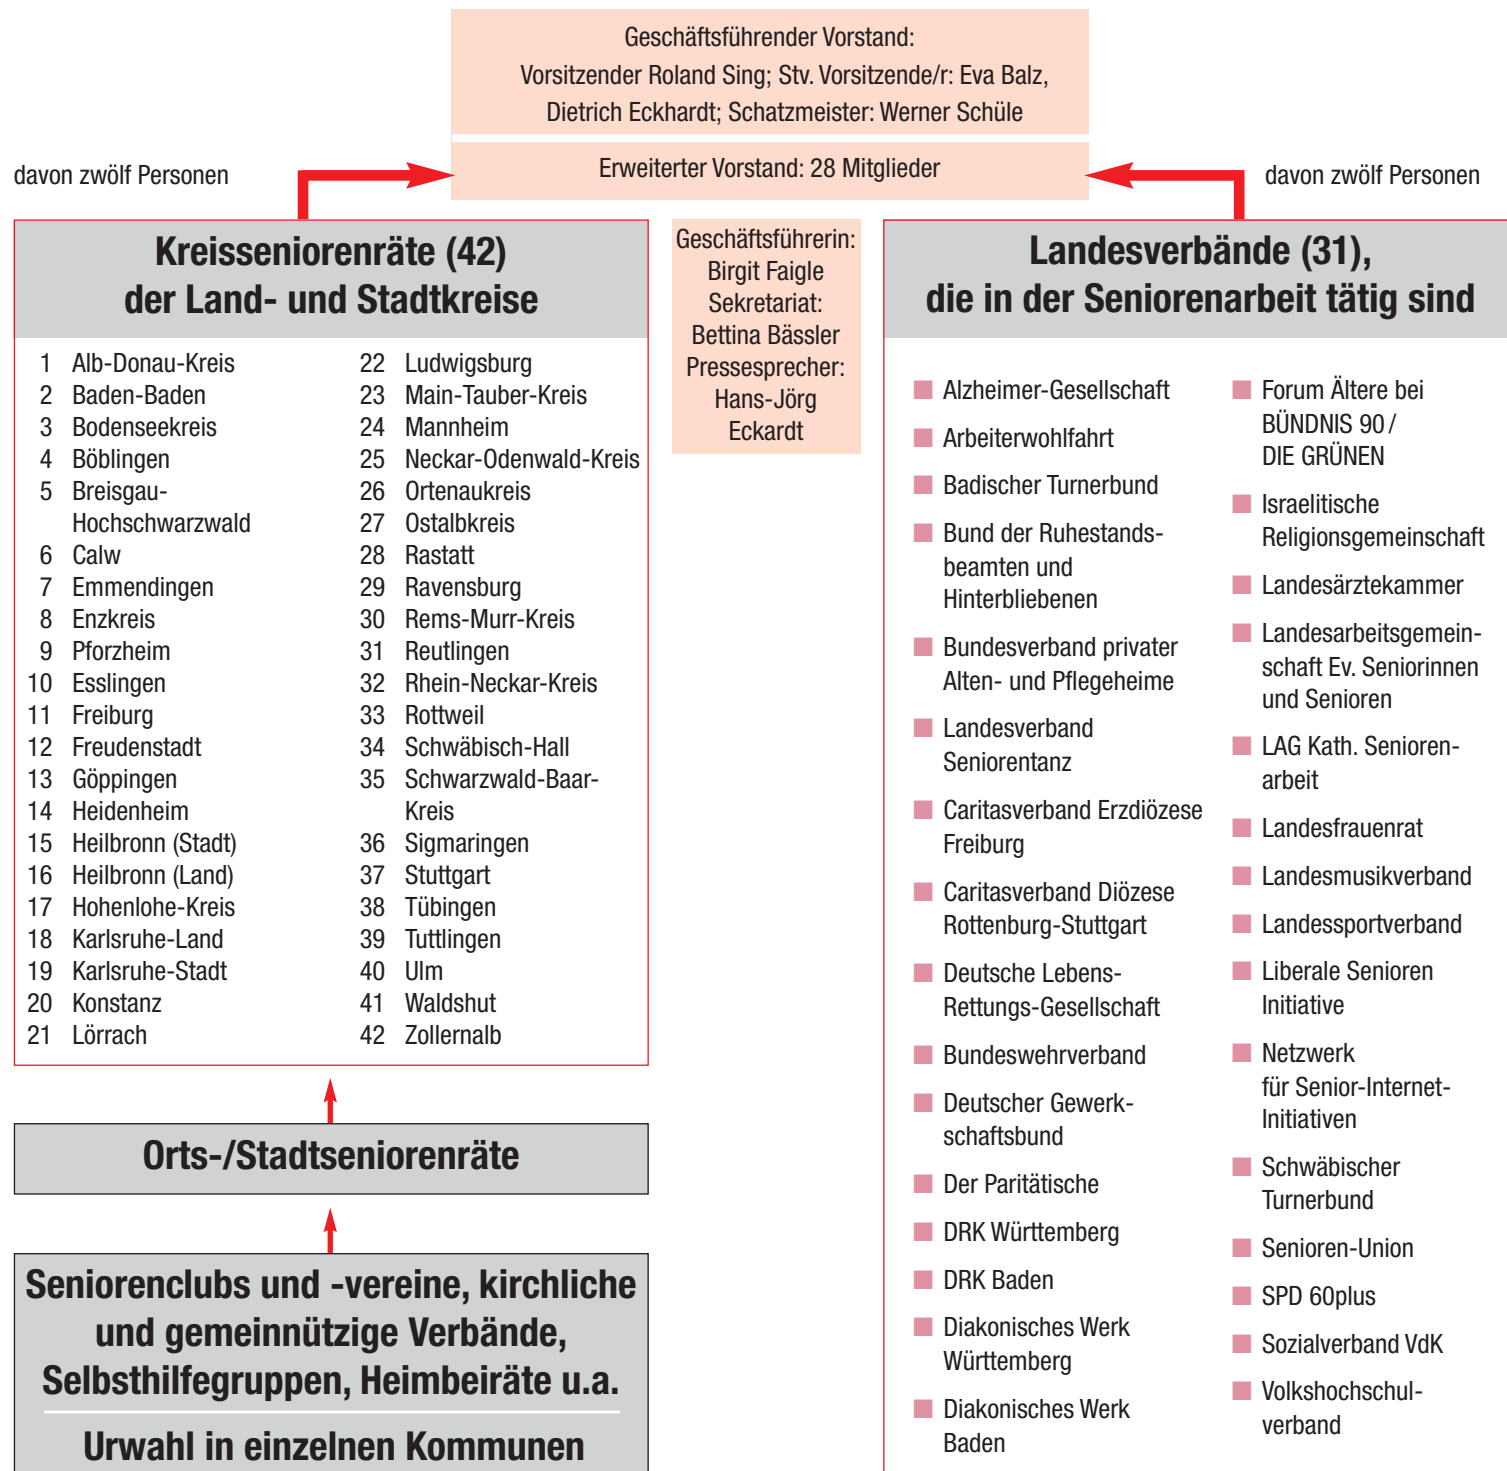 Geschäftsführender Vorstand:
Vorsitzender Roland Sing; Stv. Vorsitzende/r: Eva Balz,
Dietrich Eckhardt; Schatzmeister: Werner Schüle
Erweiterter Vorstand: 28 Mitglieder
davon zwölf Personen
davon zwölf Personen
Kreisseniorenräte (42)
der Land- und Stadtkreise
1 Alb-Donau-Kreis
2 Baden-Baden
3 Bodenseekreis
4 Böblingen
5 Breisgau-
Hochschwarzwald
6 Calw
7 Emmendingen
8 Enzkreis
9 Pforzheim
10 Esslingen
11 Freiburg
12 Freudenstadt
13 Göppingen
14 Heidenheim
15 Heilbronn (Stadt)
16 Heilbronn (Land)
17 Hohenlohe-Kreis
18 Karlsruhe-Land
19 Karlsruhe-Stadt
20 Konstanz
21 Lörrach
22 Ludwigsburg
23 Main-Tauber-Kreis
24 Mannheim
25 Neckar-Odenwald-Kreis
26 Ortenaukreis
27 Ostalbkreis
28 Rastatt
29 Ravensburg
30 Rems-Murr-Kreis
31 Reutlingen
32 Rhein-Neckar-Kreis
33 Rottweil
34 Schwäbisch-Hall
35 Schwarzwald-Baar-
Kreis
36 Sigmaringen
37 Stuttgart
38 Tübingen
39 Tuttlingen
40 Ulm
41 Waldshut
42 Zollernalb
Orts-/Stadtseniorenräte
Seniorenclubs und -vereine, kirchliche
und gemeinnützige Verbände,
Selbsthilfegruppen, Heimbeiräte u.a.
Urwahl in einzelnen Kommunen
Geschäftsführerin:
Birgit Faigle
Sekretariat:
Bettina Bässler
Pressesprecher:
Hans-Jörg
Eckardt
Landesverbände (31),
die in der Seniorenarbeit tätig sind
Alzheimer-Gesellschaft
Arbeiterwohlfahrt
Badischer Turnerbund
Bund der Ruhestands-
beamten und
Hinterbliebenen
Bundesverband privater
Alten- und Pflegeheime
Landesverband
Seniorentanz
Caritasverband Erzdiözese
Freiburg
Caritasverband Diözese
Rottenburg-Stuttgart
Deutsche Lebens-
Rettungs-Gesellschaft
Bundeswehrverband
Deutscher Gewerk-
schaftsbund
Der Paritätische
DRK Württemberg
DRK Baden
Diakonisches Werk
Württemberg
Diakonisches Werk
Baden
Forum Ältere bei
BÜNDNIS 90 /
DIE GRÜNEN
Israelitische
Religionsgemeinschaft
Landesärztekammer
Landesarbeitsgemein-
schaft Ev. Seniorinnen
und Senioren
LAG Kath. Senioren-
arbeit
Landesfrauenrat
Landesmusikverband
Landessportverband
Liberale Senioren
Initiative
Netzwerk
für Senior-Internet-
Initiativen
Schwäbischer
Turnerbund
Senioren-Union
SPD 60plus
Sozialverband VdK
Volkshochschul-
verband